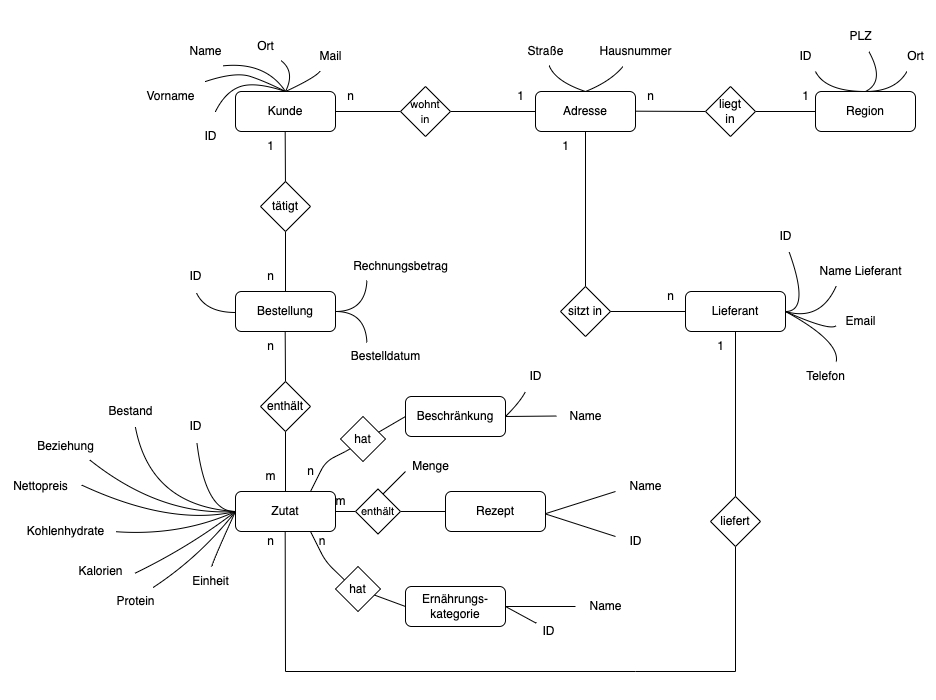 Ort
PLZ
Name
Straße
Hausnummer
Mail
ID
Ort
Vorname
n
1
n
1
Kunde
wohnt
in
Adresse
liegt
in
Region
ID
1
1
tätigt
ID
n
ID
Rechnungsbetrag
n
Name Lieferant
Bestellung
sitzt in
Lieferant
Email
n
1
Bestelldatum
Telefon
ID
enthält
Bestand
Beschränkung
Name
ID
hat
Beziehung
n
Menge
m
Nettopreis
m
Name
Zutat
enthält
Rezept
liefert
Kohlenhydrate
n
n
ID
Kalorien
Einheit
hat
Protein
Ernährungs-
kategorie
Name
ID